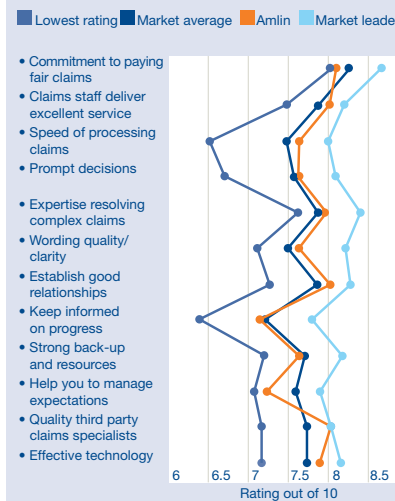 Lowest rating Market average Amlin Market leade
• Commitment to paying
fair claims
• Claims staff deliver
excellent service
• Speed of processing
claims
• Prompt decisions
• Expertise resolving
complex claims
• Wording quality/
clarity
• Establish good
relationships
• Keep informed
on progress
• Strong back-up
and resources
• Help you to manage
expectations
• Quality third party
claims specialists
• Effective technology
6 6.5 7 7.5 8 8.5
Rating out of 10